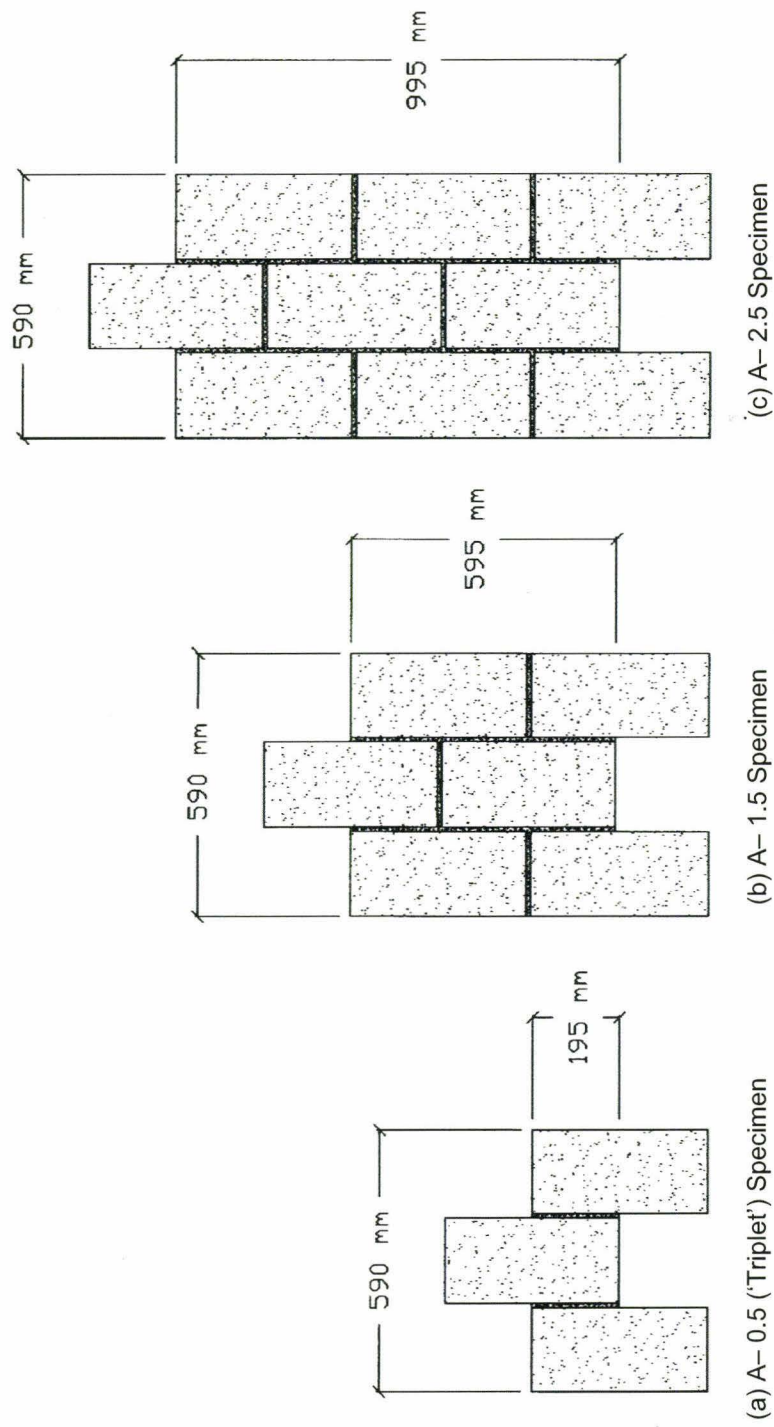 590 mm
195 mm
(a) A– 0.5 ('Triplet') Specimen
590 mm
595 mm
(b) A– 1.5 Specimen
590 mm
995 mm
(c) A– 2.5 Specimen